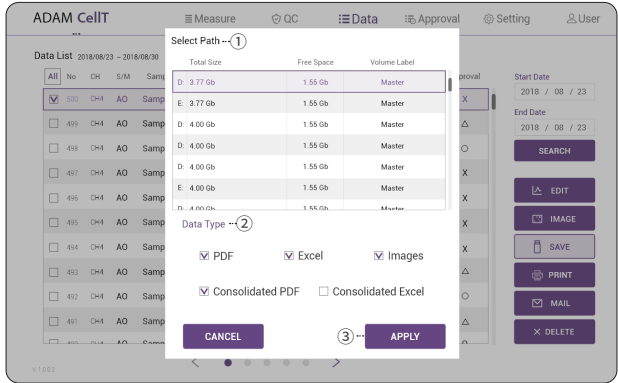 ADAM CellT
Measure
QC
Data
Approval
Setting
User
Data List 2018/08/23 – 2018/08/30
All No CH S/M Samp
proval
500 CH4 AO Samp X
499 CH4 AO Samp △
498 CH4 AO Samp ○
497 CH4 AO Samp X
496 CH4 AO Samp X
495 CH4 AO Samp X
494 CH4 AO Samp X
493 CH4 AO Samp △
492 CH4 AO Samp ○
491 CH4 AO Samp △
Select Path ---①
Total Size Free Space Volume Label
D: 3.77 Gb 1.55 Gb Master
E: 3.77 Gb 1.55 Gb Master
D: 4.00 Gb 1.55 Gb Master
D: 4.00 Gb 1.55 Gb Master
D: 4.00 Gb 1.55 Gb Master
E: 4.00 Gb 1.55 Gb Master
D: 4.00 Gb 1.55 Gb Master
Data Type ---②
PDF
Excel
Images
Consolidated PDF
Consolidated Excel
CANCEL
③--- APPLY
Start Date
2018 / 08 / 23
End Date
2018 / 08 / 23
SEARCH
EDIT
IMAGE
SAVE
PRINT
MAIL
DELETE